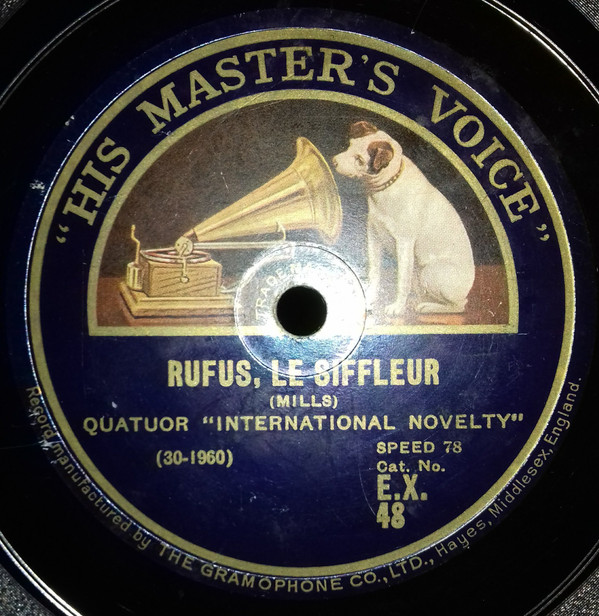 "HIS MASTER'S VOICE"
TRADE
RUFUS, LE SIFFLEUR
(MILLS)
QUATUOR "INTERNATIONAL NOVELTY"
(30-1960)
SPEED 78
Cat. No.
E.X.
48
Record manufactured by THE GRAMOPHONE CO., LTD., Hayes, Middlesex, England.